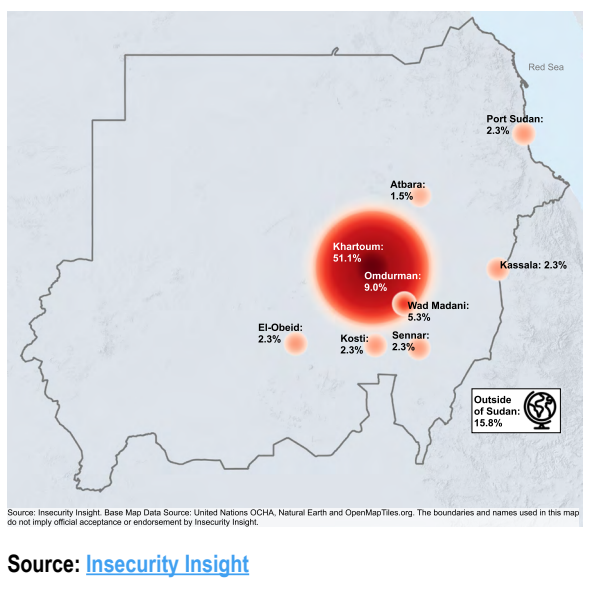 Red Sea
Port Sudan:
2.3%
Atbara:
1.5%
Khartoum:
51.1%
Omdurman:
9.0%
Kassala: 2.3%
Wad Madani:
5.3%
El-Obeid:
2.3%
Kosti:
2.3%
Sennar:
2.3%
Outside
of Sudan:
15.8%
Source: Insecurity Insight. Base Map Data Source: United Nations OCHA, Natural Earth and OpenMapTiles.org. The boundaries and names used in this map
do not imply official acceptance or endorsement by Insecurity Insight.
Source: Insecurity Insight